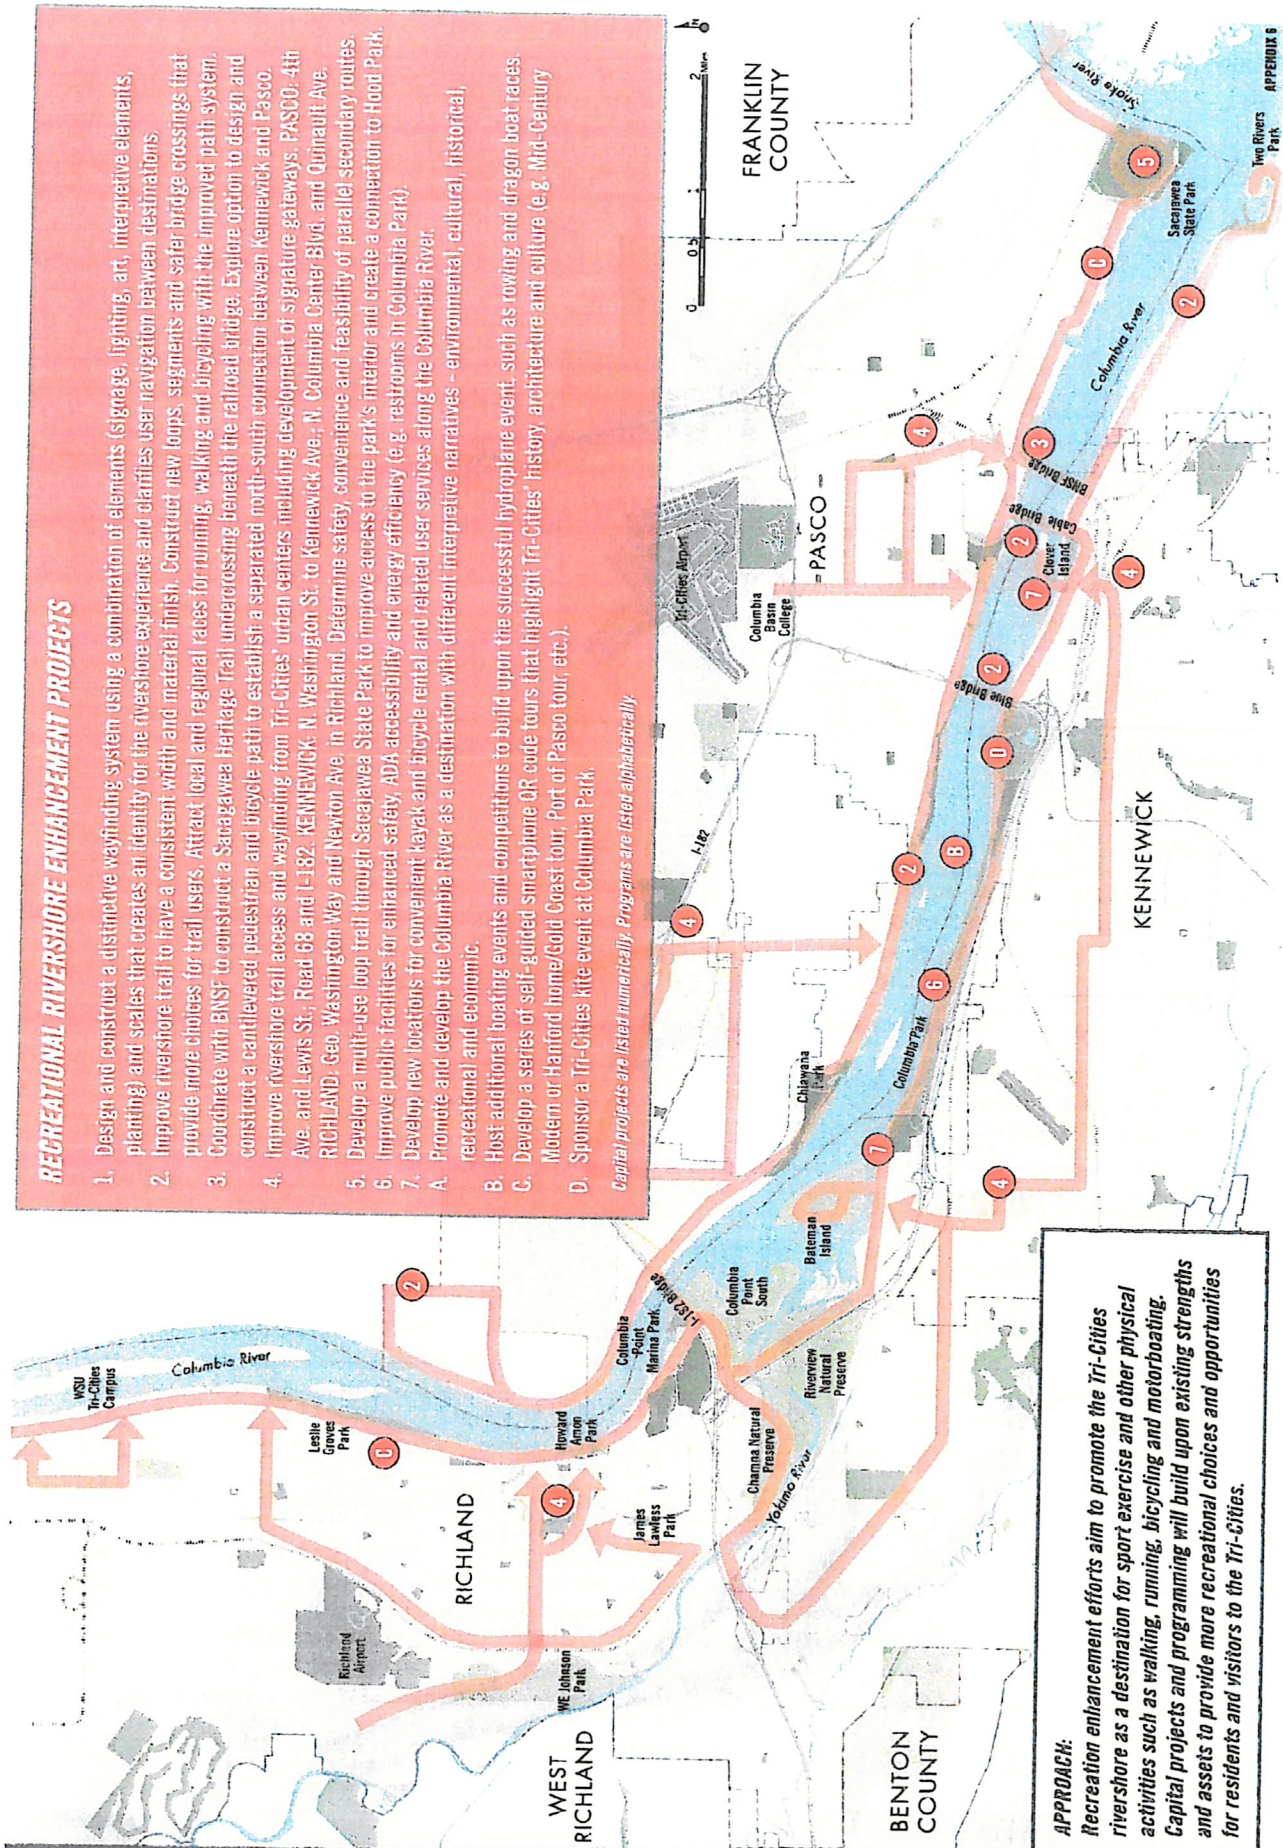 RECREATIONAL RIVERSHORE ENHANCEMENT PROJECTS
1. Design and construct a distinctive wayfinding system using a combination of elements (signage, lighting, art, interpretive elements,
planting) and scales that creates an identity for the rivershore experience and clarifies user navigation between destinations.
2. Improve rivershore trail to have a consistent width and material finish. Construct new loops, segments and safer bridge crossings that
provide more choices for trail users. Attract local and regional races for running, walking and bicycling with the improved path system.
3. Coordinate with BNSF to construct a Sacagawea Heritage Trail undercrossing beneath the railroad bridge. Explore option to design and
construct a cantilevered pedestrian and bicycle path to establish a separated north-south connection between Kennewick and Pasco.
4. Improve rivershore trail access and wayfinding from Tri-Cities' urban centers including development of signature gateways. PASCO: 4th
Ave. and Lewis St., Road 68 and I-182. KENNEWICK: N. Washington St. to Kennewick Ave., N. Columbia Center Blvd. and Quinault Ave.
RICHLAND: Geo. Washington Way and Newton Ave. in Richland. Determine safety, convenience and feasibility of parallel secondary routes.
5. Develop a multi-use loop trail through Sacajawea State Park to improve access to the park's interior and create a connection to Hood Park.
6. Improve public facilities for enhanced safety, ADA accessibility and energy efficiency (e.g. restrooms in Columbia Park).
7. Develop new locations for convenient kayak and bicycle rental and related user services along the Columbia River.
A. Promote and develop the Columbia River as a destination with different interpretive narratives - environmental, cultural, historical,
recreational and economic.
B. Host additional boating events and competitions to build upon the successful hydroplane event, such as rowing and dragon boat races.
C. Develop a series of self-guided smartphone QR code tours that highlight Tri-Cities' history, architecture and culture (e.g. Mid-Century
Modern or Hanford home/Gold Coast tour, Port of Pasco tour, etc.).
D. Sponsor a Tri-Cities kite event at Columbia Park.
Capital projects are listed numerically. Programs are listed alphabetically.
0 0.5 1 2 Miles
N
FRANKLIN
COUNTY
WSU
Tri-Cities
Campus
Columbia River
2
Leslie
Groves
Park
C
Howard
Amon
Park
4
RICHLAND
James
Lawless
Park
Richland
Airport
WE Johnson
Park
WEST
RICHLAND
BENTON
COUNTY
Columbia
Point
Marina Park
I-182 Bridge
Columbia
Point
South
Chamna Natural
Preserve
Riverview
Natural
Preserve
Yakima River
Bateman
Island
7
4
Chiawana
Park
Columbia Park
6
4
I-182
2
B
D
Blue Bridge
2
KENNEWICK
Tri-Cities Airport
Columbia
Basin
College
PASCO
4
7
Clover
Island
2
Cable Bridge
BNSF Bridge
3
4
Columbia River
C
2
5
Sacajawea
State Park
Snake River
Two Rivers
Park
APPENDIX 6
APPROACH:
Recreation enhancement efforts aim to promote the Tri-Cities
rivershore as a destination for sport exercise and other physical
activities such as walking, running, bicycling and motorboating.
Capital projects and programming will build upon existing strengths
and assets to provide more recreational choices and opportunities
for residents and visitors to the Tri-Cities.